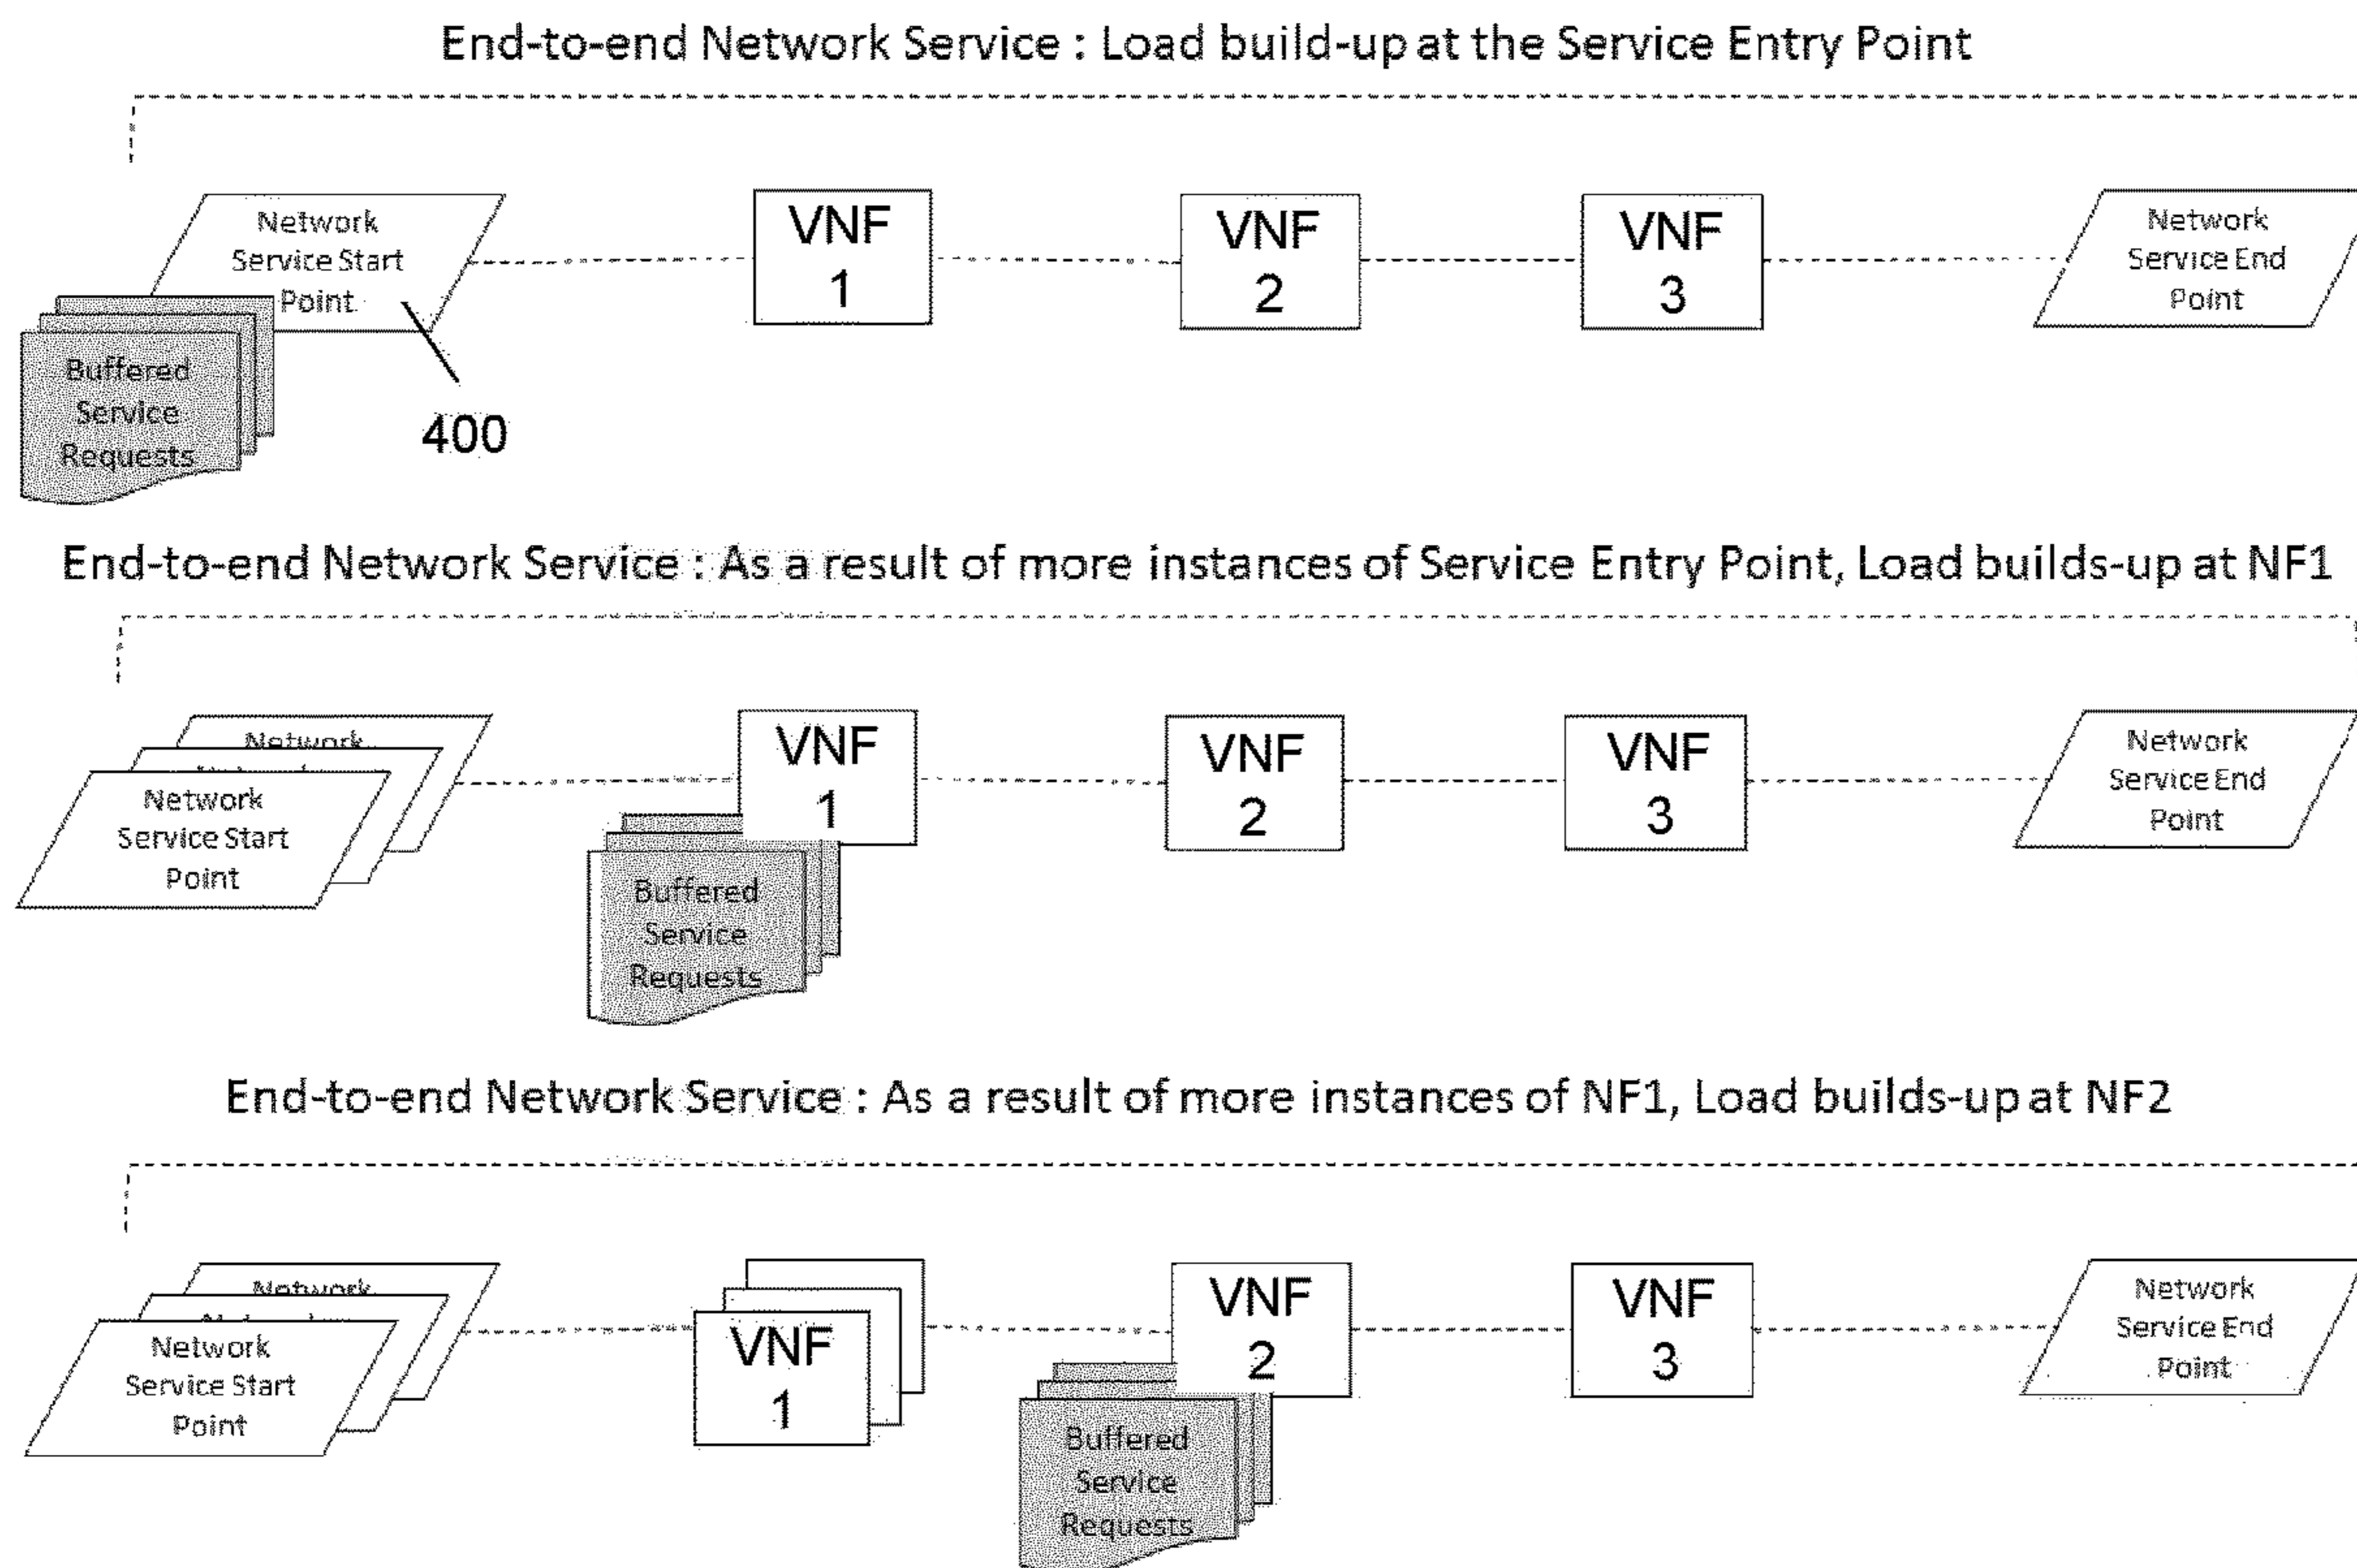 End-to-end Network Service : Load build-up at the Service Entry Point
Network
Service Start
Point
VNF
1
VNF
2
VNF
3
Network
Service End
Point
Buffered
Service
Requests
400
End-to-end Network Service : As a result of more instances of Service Entry Point, Load builds-up at NF1
Network
Network
Service Start
Point
VNF
1
VNF
2
VNF
3
Network
Service End
Point
Buffered
Service
Requests
End-to-end Network Service : As a result of more instances of NF1, Load builds-up at NF2
Network
Network
Service Start
Point
VNF
1
VNF
2
VNF
3
Network
Service End
Point
Buffered
Service
Requests